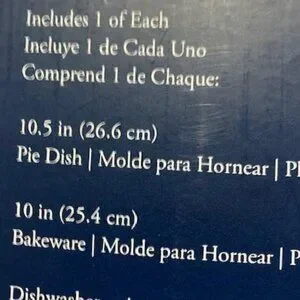 Includes 1 of Each
Incluye 1 de Cada Uno
Comprend 1 de Chaque:
10.5 in (26.6 cm)
Pie Dish | Molde para Hornear |
10 in (25.4 cm)
Bakeware | Molde para Hornear |